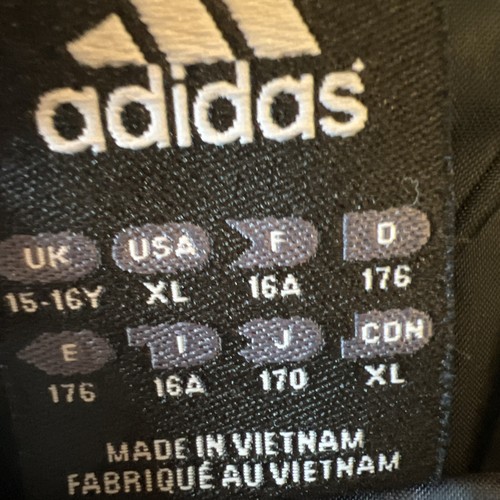 adidas
UK USA F D
15-16Y XL 16A 176
E I J CDN
176 16A 170 XL
MADE IN VIETNAM
FABRIQUÉ AU VIETNAM